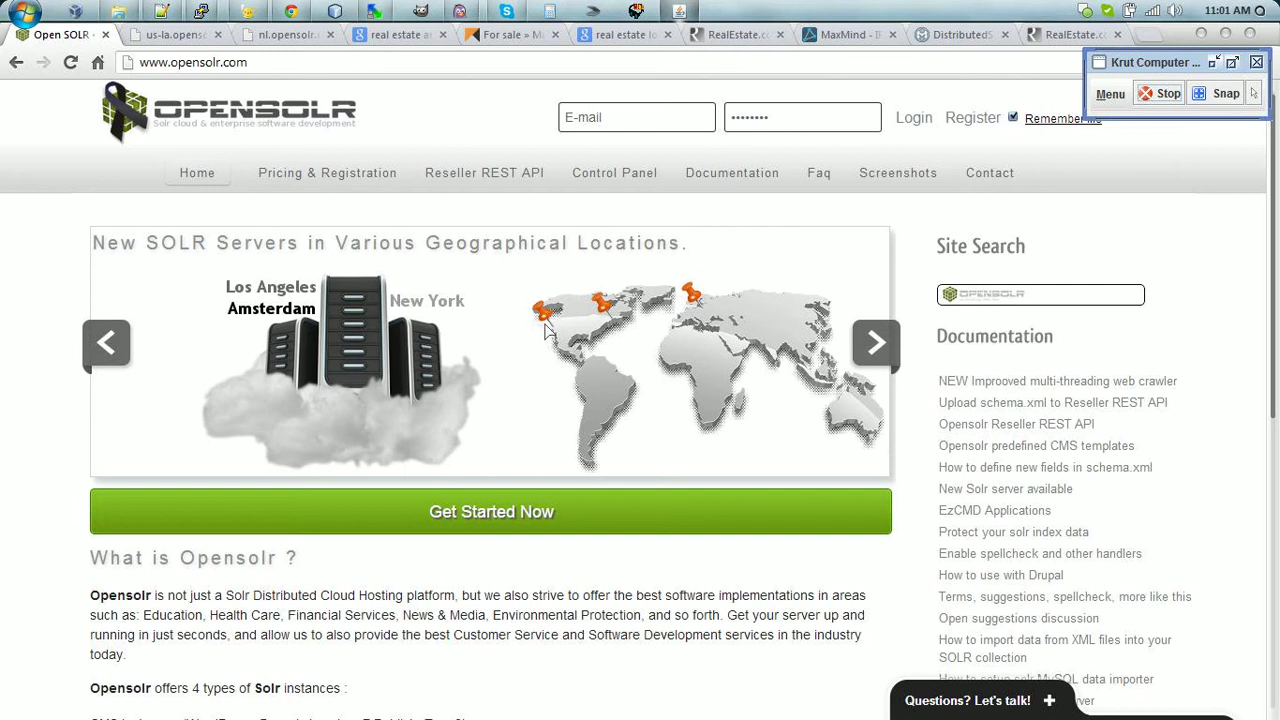 11:01 AM
Open SOLR
us-la.opens
nl.opensolr.
real estate a
For sale » M
real estate lo
RealEstate.c
MaxMind - IF
DistributedS
RealEstate.c
www.opensolr.com
Krut Computer ...
Menu Stop Snap
OPENSOLR
Solr cloud & enterprise software development
E-mail
••••••••
Login Register Remember Me
Home Pricing & Registration Reseller REST API Control Panel Documentation Faq Screenshots Contact
New SOLR Servers in Various Geographical Locations.
Los Angeles
Amsterdam
New York
Get Started Now
What is Opensolr ?
Opensolr is not just a Solr Distributed Cloud Hosting platform, but we also strive to offer the best software implementations in areas
such as: Education, Health Care, Financial Services, News & Media, Environmental Protection, and so forth. Get your server up and
running in just seconds, and allow us to also provide the best Customer Service and Software Development services in the industry
today.
Opensolr offers 4 types of Solr instances :
Site Search
OPENSOLR
Documentation
NEW Improoved multi-threading web crawler
Upload schema.xml to Reseller REST API
Opensolr Reseller REST API
Opensolr predefined CMS templates
How to define new fields in schema.xml
New Solr server available
EzCMD Applications
Protect your solr index data
Enable spellcheck and other handlers
How to use with Drupal
Terms, suggestions, spellcheck, more like this
Open suggestions discussion
How to import data from XML files into your
SOLR collection
How to setup solr MySQL data importer
Questions? Let's talk!